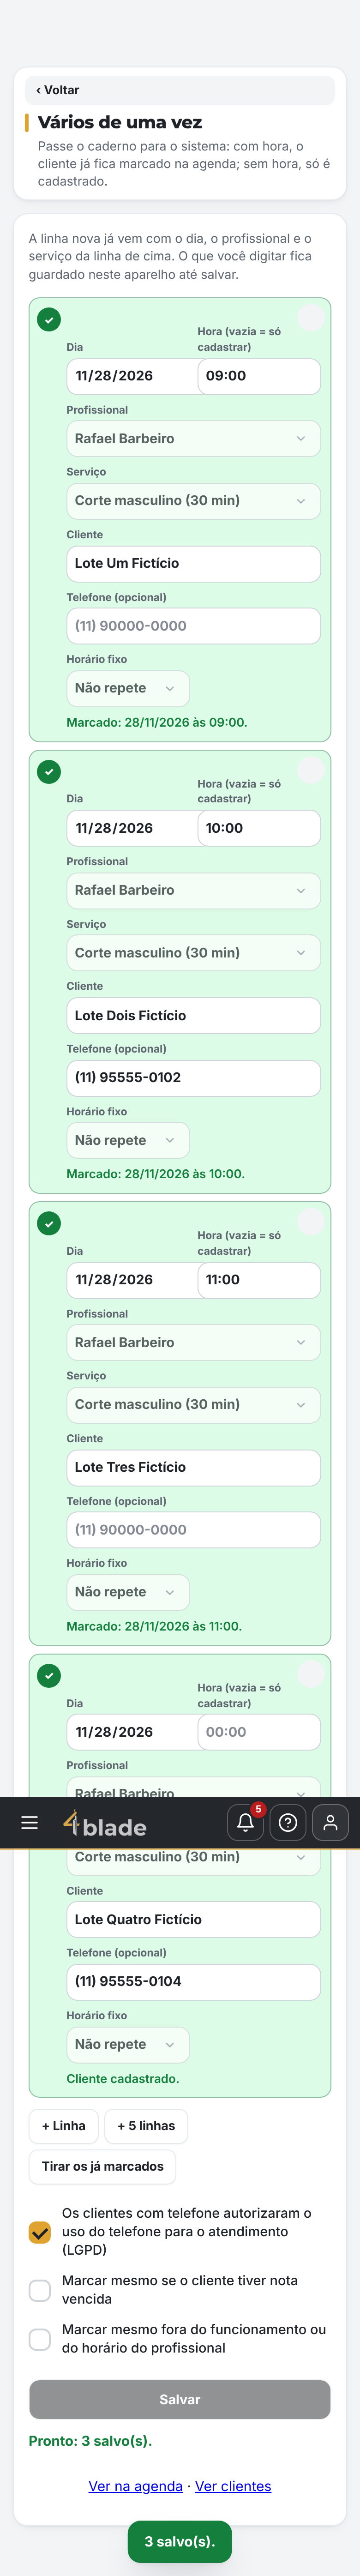 ‹ Voltar
Vários de uma vez
Passe o caderno para o sistema: com hora, o
cliente já fica marcado na agenda; sem hora, só é
cadastrado.
A linha nova já vem com o dia, o profissional e o
serviço da linha de cima. O que você digitar fica
guardado neste aparelho até salvar.
Dia
Hora (vazia = só
cadastrar)
11/28/2026
09:00
Profissional
Rafael Barbeiro
Serviço
Corte masculino (30 min)
Cliente
Lote Um Fictício
Telefone (opcional)
(11) 90000-0000
Horário fixo
Não repete
Marcado: 28/11/2026 às 09:00.
Dia
Hora (vazia = só
cadastrar)
11/28/2026
10:00
Profissional
Rafael Barbeiro
Serviço
Corte masculino (30 min)
Cliente
Lote Dois Fictício
Telefone (opcional)
(11) 95555-0102
Horário fixo
Não repete
Marcado: 28/11/2026 às 10:00.
Dia
Hora (vazia = só
cadastrar)
11/28/2026
11:00
Profissional
Rafael Barbeiro
Serviço
Corte masculino (30 min)
Cliente
Lote Tres Fictício
Telefone (opcional)
(11) 90000-0000
Horário fixo
Não repete
Marcado: 28/11/2026 às 11:00.
Dia
Hora (vazia = só
cadastrar)
11/28/2026
00:00
Profissional
Rafael Barbeiro
4blade
5
Corte masculino (30 min)
Cliente
Lote Quatro Fictício
Telefone (opcional)
(11) 95555-0104
Horário fixo
Não repete
Cliente cadastrado.
+ Linha
+ 5 linhas
Tirar os já marcados
Os clientes com telefone autorizaram o
uso do telefone para o atendimento
(LGPD)
Marcar mesmo se o cliente tiver nota
vencida
Marcar mesmo fora do funcionamento ou
do horário do profissional
Salvar
Pronto: 3 salvo(s).
Ver na agenda · Ver clientes
3 salvo(s).